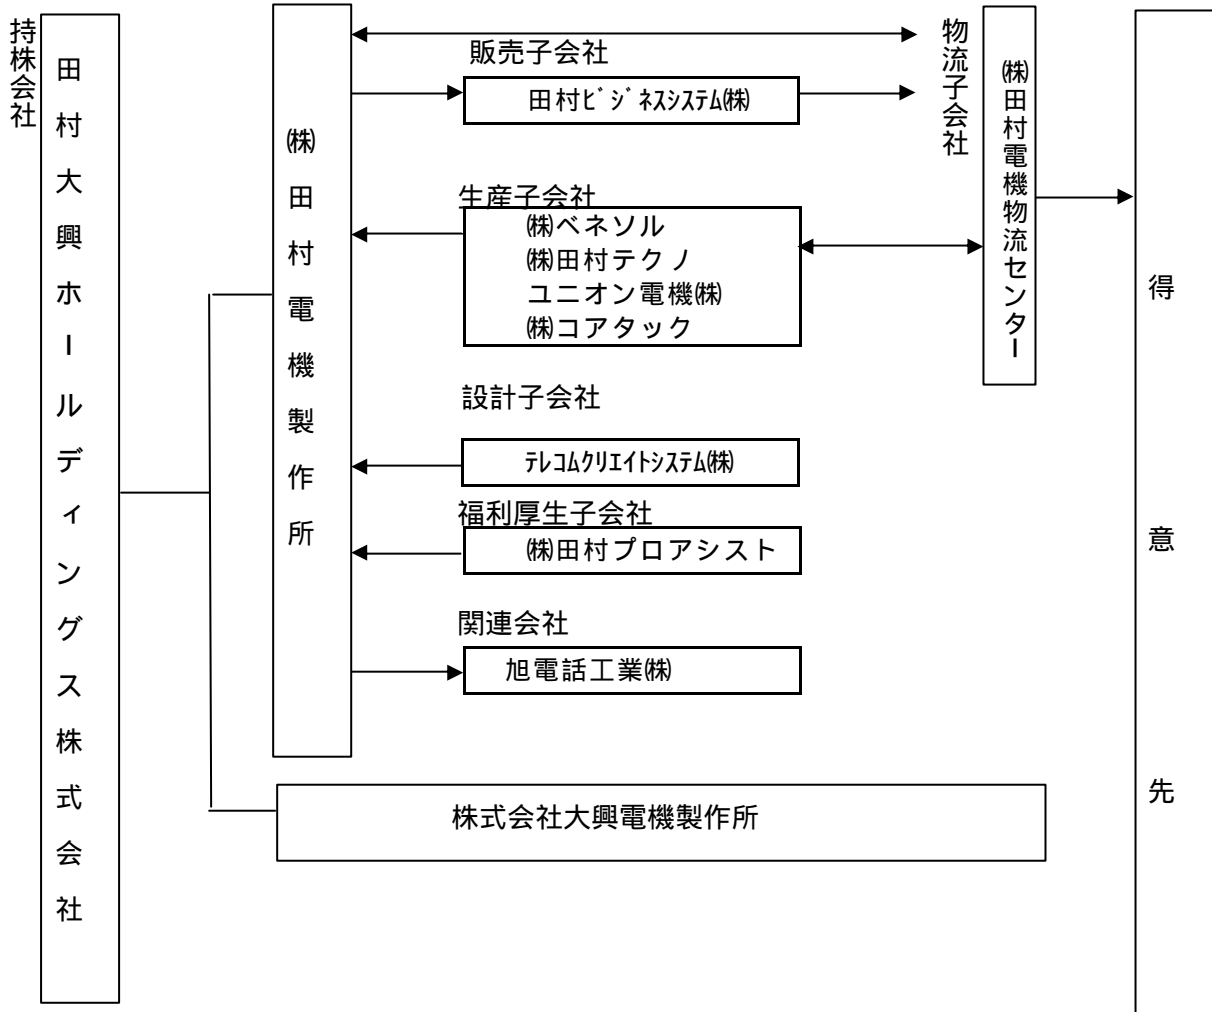 持株会社
田村大興ホールディングス株式会社
㈱田村電機製作所
販売子会社
田村ビジネスシステム㈱
生産子会社
㈱ベネソル
㈱田村テクノ
ユニオン電機㈱
㈱コアタック
設計子会社
テレコムクリエイトシステム㈱
福利厚生子会社
㈱田村プロアシスト
関連会社
旭電話工業㈱
物流子会社
㈱田村電機物流センター
得意先
株式会社大興電機製作所